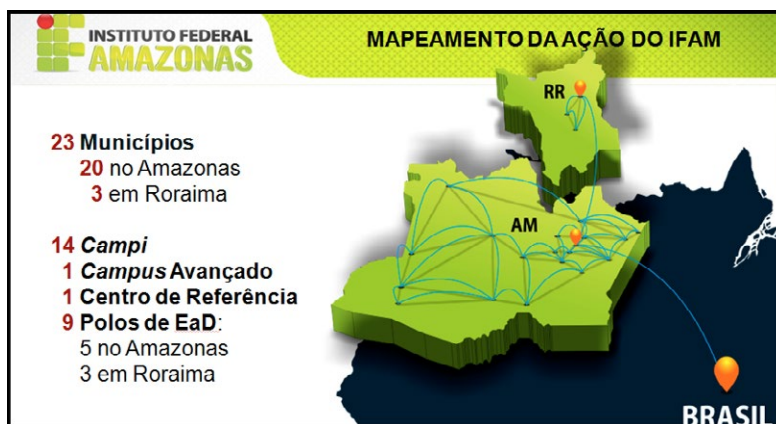 INSTITUTO FEDERAL
AMAZONAS
MAPEAMENTO DA AÇÃO DO IFAM
23 Municípios
20 no Amazonas
3 em Roraima
14 Campi
1 Campus Avançado
1 Centro de Referência
9 Polos de EaD:
5 no Amazonas
3 em Roraima
RR
AM
BRASIL